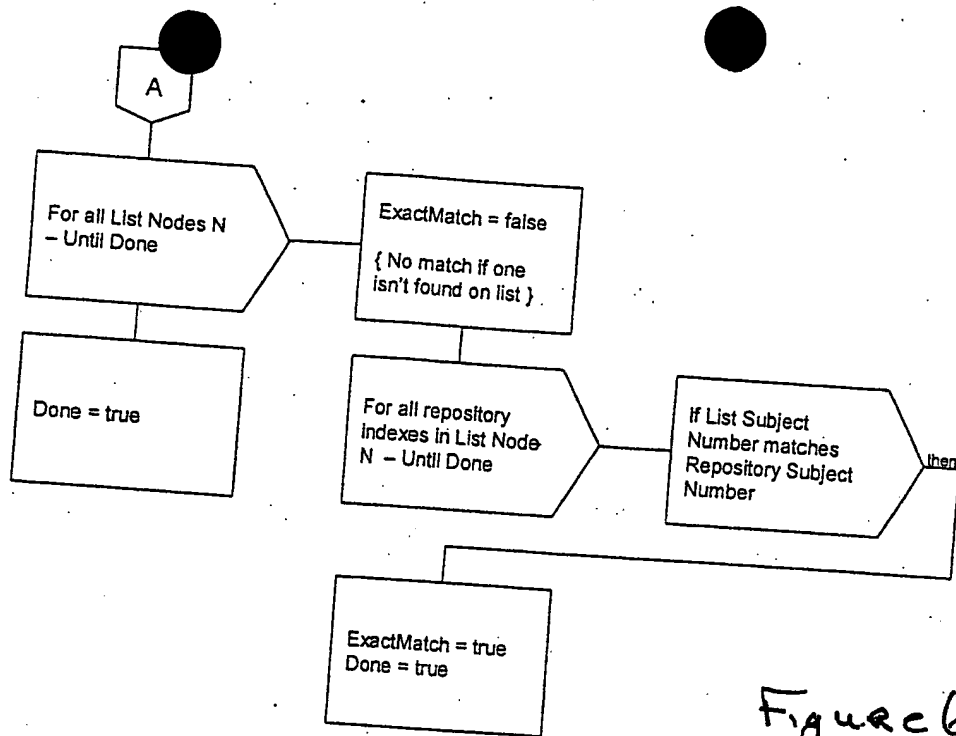 A
For all List Nodes N
– Until Done
ExactMatch = false
{ No match if one
isn't found on list }
Done = true
For all repository
indexes in List Node
N – Until Done
If List Subject
Number matches
Repository Subject
Number
then
ExactMatch = true
Done = true
Figure 6